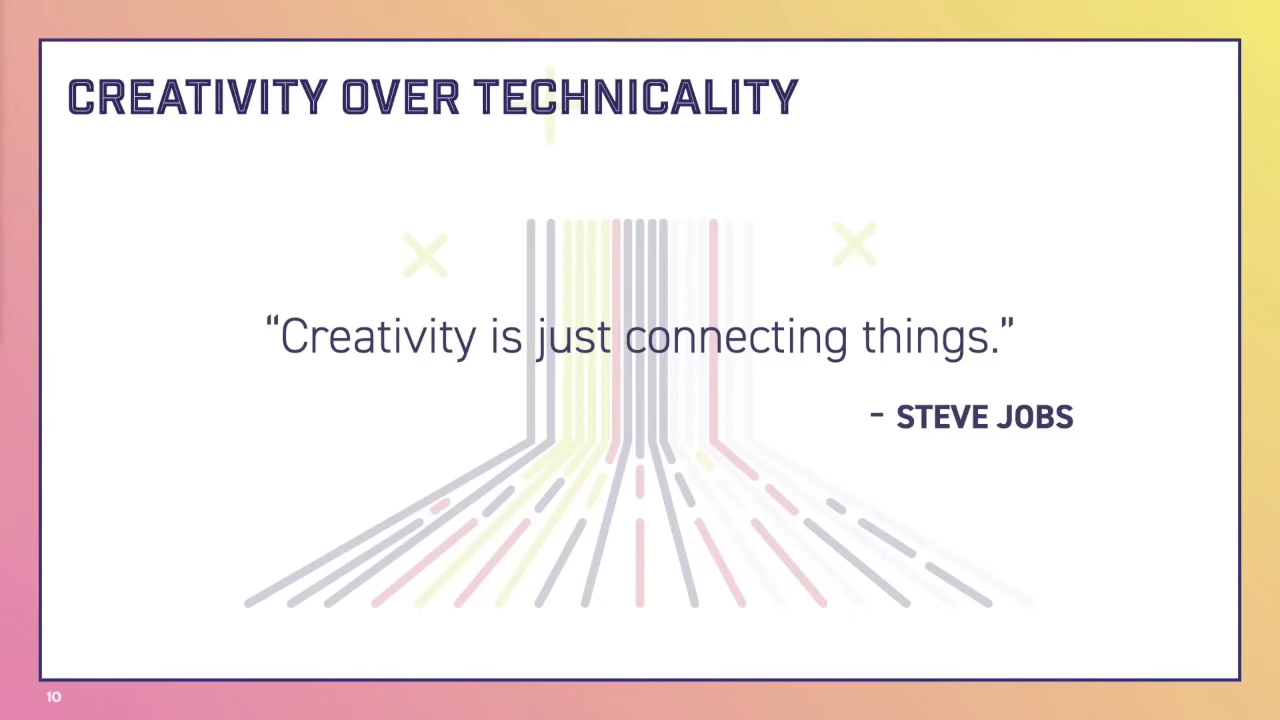 CREATIVITY OVER TECHNICALITY
“Creativity is just connecting things.”
- STEVE JOBS
10